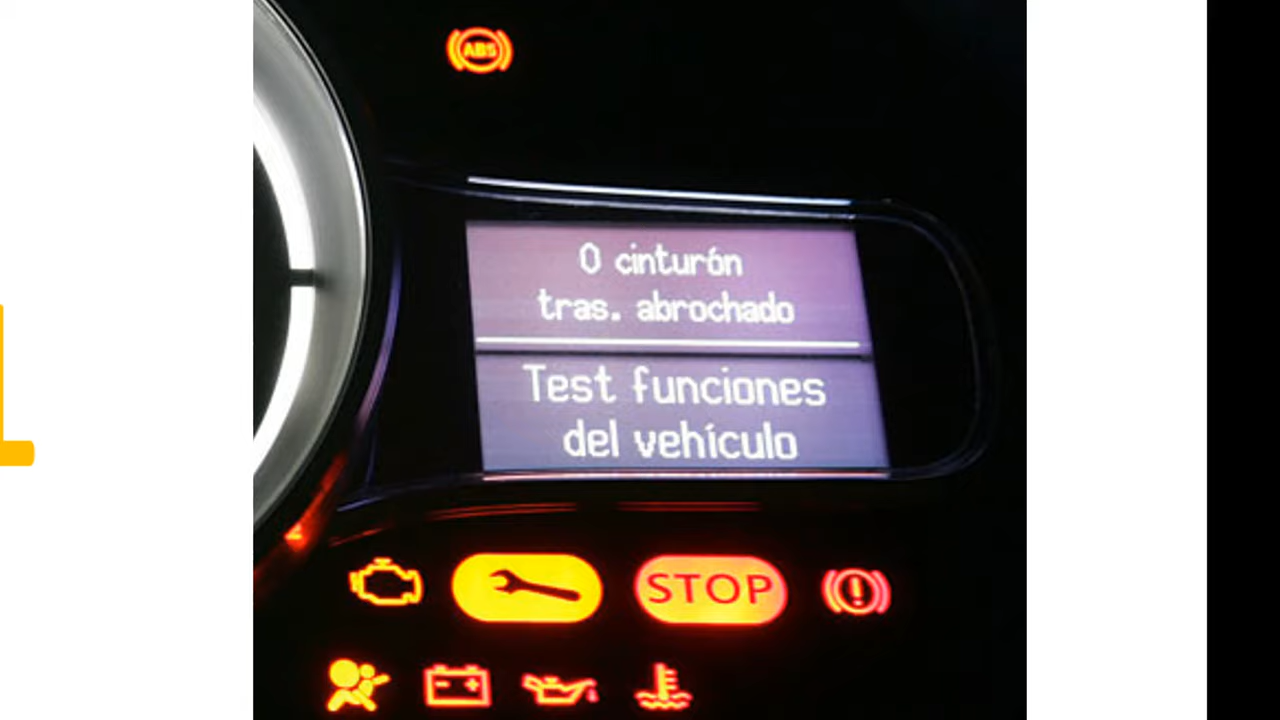 ABS
0 cinturón
tras. abrochado
Test funciones
del vehículo
STOP